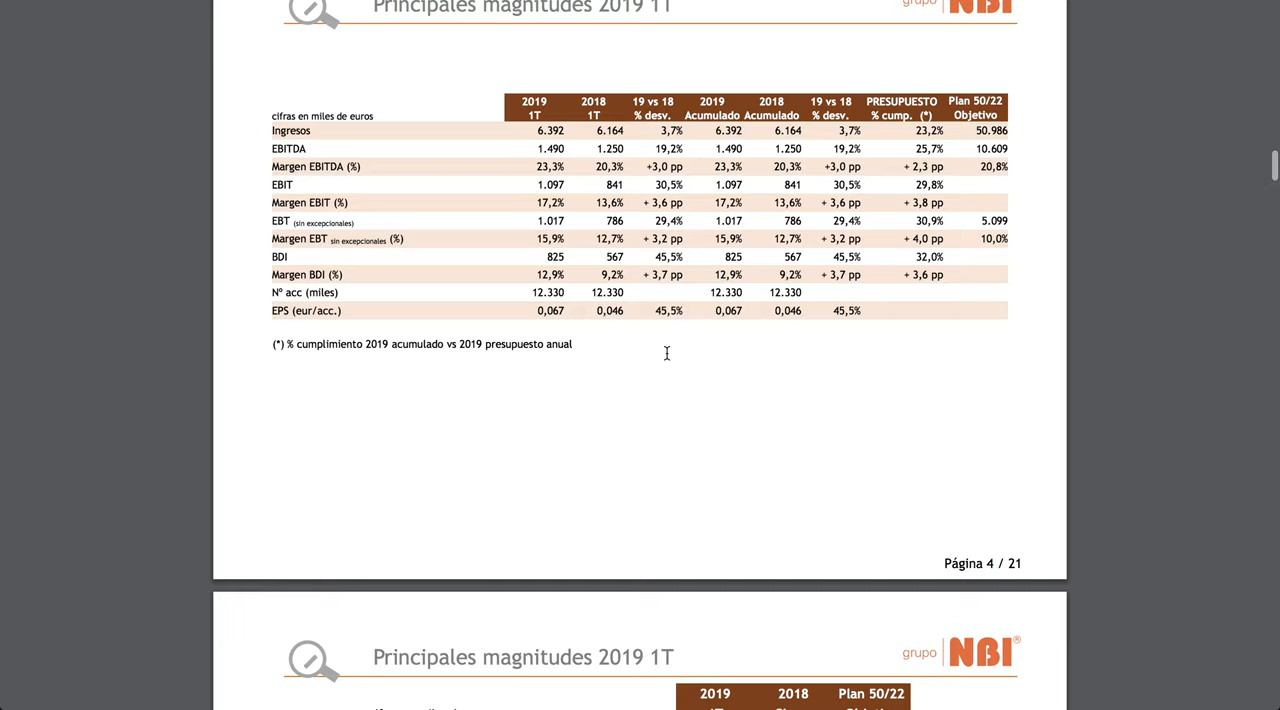 Principales magnitudes 2019 1T
grupo NBI
2019 2018 19 vs 18 2019 2018 19 vs 18 PRESUPUESTO Plan 50/22
cifras en miles de euros 1T 1T % desv. Acumulado Acumulado % desv. % cump. (*) Objetivo
Ingresos 6.392 6.164 3,7% 6.392 6.164 3,7% 23,2% 50.986
EBITDA 1.490 1.250 19,2% 1.490 1.250 19,2% 25,7% 10.609
Margen EBITDA (%) 23,3% 20,3% +3,0 pp 23,3% 20,3% +3,0 pp + 2,3 pp 20,8%
EBIT 1.097 841 30,5% 1.097 841 30,5% 29,8%
Margen EBIT (%) 17,2% 13,6% + 3,6 pp 17,2% 13,6% + 3,6 pp + 3,8 pp
EBT (sin excepcionales) 1.017 786 29,4% 1.017 786 29,4% 30,9% 5.099
Margen EBT sin excepcionales (%) 15,9% 12,7% + 3,2 pp 15,9% 12,7% + 3,2 pp + 4,0 pp 10,0%
BDI 825 567 45,5% 825 567 45,5% 32,0%
Margen BDI (%) 12,9% 9,2% + 3,7 pp 12,9% 9,2% + 3,7 pp + 3,6 pp
Nº acc (miles) 12.330 12.330 12.330 12.330
EPS (eur/acc.) 0,067 0,046 45,5% 0,067 0,046 45,5%
(*) % cumplimiento 2019 acumulado vs 2019 presupuesto anual
Página 4 / 21
Principales magnitudes 2019 1T
grupo NBI®
2019 2018 Plan 50/22